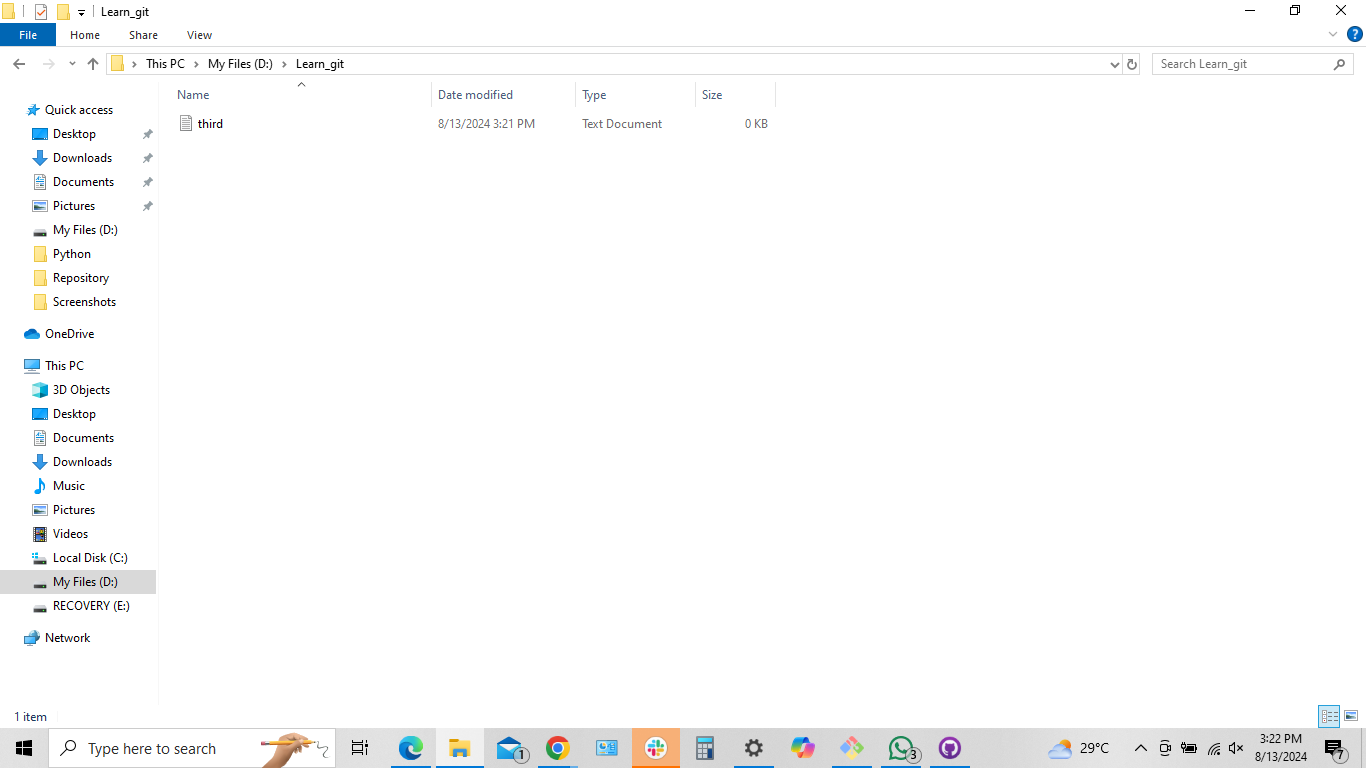 Learn_git
File Home Share View
This PC > My Files (D:) > Learn_git
Search Learn_git
Name Date modified Type Size
third 8/13/2024 3:21 PM Text Document 0 KB
Quick access
Desktop
Downloads
Documents
Pictures
My Files (D:)
Python
Repository
Screenshots
OneDrive
This PC
3D Objects
Desktop
Documents
Downloads
Music
Pictures
Videos
Local Disk (C:)
My Files (D:)
RECOVERY (E:)
Network
1 item
Type here to search
1
3
29°C
3:22 PM
8/13/2024
7